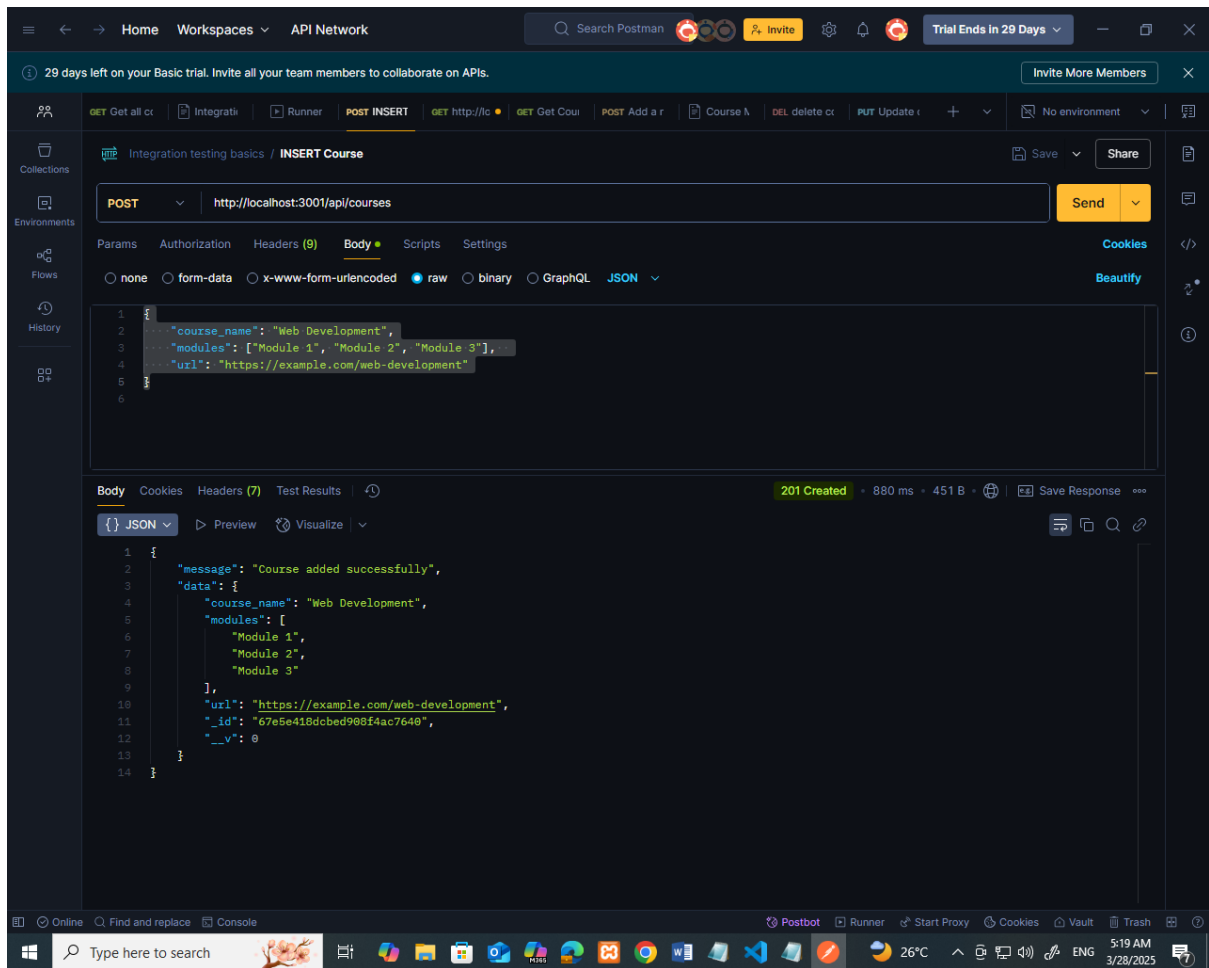 Home Workspaces API Network Search Postman Invite Trial Ends in 29 Days
29 days left on your Basic trial. Invite all your team members to collaborate on APIs. Invite More Members
GET Get all cc Integratic Runner POST INSERT GET http://lc GET Get Cour POST Add a r Course M DEL delete cc PUT Update c No environment
HTTP Integration testing basics / INSERT Course Save Share
Collections
POST http://localhost:3001/api/courses Send
Environments
Params Authorization Headers (9) Body Scripts Settings Cookies
Flows
none form-data x-www-form-urlencoded raw binary GraphQL JSON Beautify
History
1 {
2 "course_name": "Web Development",
3 "modules": ["Module 1", "Module 2", "Module 3"],
4 "url": "https://example.com/web-development"
5 }
6
Body Cookies Headers (7) Test Results 201 Created 880 ms 451 B e.g. Save Response
{} JSON Preview Visualize
1 {
2 "message": "Course added successfully",
3 "data": {
4 "course_name": "Web Development",
5 "modules": [
6 "Module 1",
7 "Module 2",
8 "Module 3"
9 ],
10 "url": "https://example.com/web-development",
11 "_id": "67e5e418dcbed908f4ac7640",
12 "__v": 0
13 }
14 }
Online Find and replace Console Postbot Runner Start Proxy Cookies Vault Trash
Type here to search M365 26°C ENG 5:19 AM
3/28/2025 7